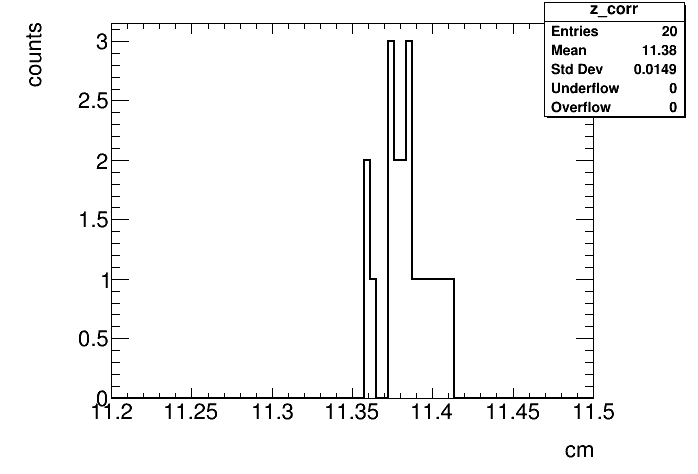 z_corr
Entries 20
Mean 11.38
Std Dev 0.0149
Underflow 0
Overflow 0
counts
3
2.5
2
1.5
1
0.5
0
11.2 11.25 11.3 11.35 11.4 11.45 11.5
cm